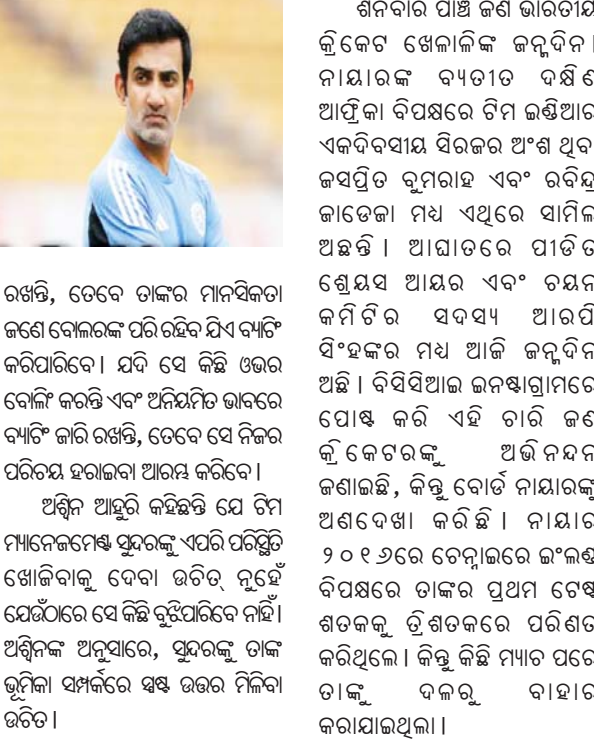 ରଖନ୍ତି, ତେବେ ତାଙ୍କର ମାନସିକତା
ଜଣେ ବୋଲରଙ୍କ ପରି ରହିବ ଯିଏ ବ୍ୟାଟିଂ
କରିପାରିବେ। ଯଦି ସେ କିଛି ଓଭର
ବୋଲିଂ କରନ୍ତି ଏବଂ ଅନିୟମିତ ଭାବରେ
ବ୍ୟାଟିଂ ଜାରି ରଖନ୍ତି, ତେବେ ସେ ନିଜର
ପରିଚୟ ହରାଇବା ଆରମ୍ଭ କରିବେ।
ଅଶ୍ୱିନ ଆହୁରି କହିଛନ୍ତି ଯେ ଟିମ
ମ୍ୟାନେଜମେଣ୍ଟ ସୁନ୍ଦରଙ୍କୁ ଏପରି ପରିସ୍ଥିତି
ଖୋଜିବାକୁ ଦେବା ଉଚିତ୍ ନୁହେଁ
ଯେଉଁଠାରେ ସେ କିଛି ବୁଝିପାରିବେ ନାହିଁ।
ଅଶ୍ୱିନଙ୍କ ଅନୁସାରେ, ସୁନ୍ଦରଙ୍କୁ ତାଙ୍କ
ଭୂମିକା ସମ୍ପର୍କରେ ସ୍ପଷ୍ଟ ଉତ୍ତର ମିଳିବା
ଉଚିତ।
ଶନିବାର ପାଞ୍ଚ ଜଣ ଭାରତୀୟ
କ୍ରିକେଟ ଖେଳାଳିଙ୍କ ଜନ୍ମଦିନ।
ନାୟାରଙ୍କ ବ୍ୟତୀତ ଦକ୍ଷିଣ
ଆଫ୍ରିକା ବିପକ୍ଷରେ ଟିମ ଇଣ୍ଡିଆର
ଏକଦିବସୀୟ ସିରିଜର ଅଂଶ ଥିବା
ଜସପ୍ରିତ ବୁମରାହ ଏବଂ ରବିନ୍ଦ୍ର
ଜାଡେଜା ମଧ୍ୟ ଏଥିରେ ସାମିଲ
ଅଛନ୍ତି। ଆଘାତରେ ପୀଡିତ
ଶ୍ରେୟସ ଆୟର ଏବଂ ଚୟନ
କମିଟିର ସଦସ୍ୟ ଆରପି
ସିଂହଙ୍କର ମଧ୍ୟ ଆଜି ଜନ୍ମଦିନ
ଅଛି। ବିସିସିଆଇ ଇନଷ୍ଟାଗ୍ରାମରେ
ପୋଷ୍ଟ କରି ଏହି ଚାରି ଜଣ
କ୍ରିକେଟରଙ୍କୁ ଅଭିନନ୍ଦନ
ଜଣାଇଛି, କିନ୍ତୁ ବୋର୍ଡ ନାୟାରଙ୍କୁ
ଅଣଦେଖା କରିଛି। ନାୟାର
୨୦୧୬ରେ ଚେନ୍ନାଇରେ ଇଂଲଣ୍ଡ
ବିପକ୍ଷରେ ତାଙ୍କର ପ୍ରଥମ ଟେଷ୍ଟ
ଶତକକୁ ତ୍ରିଶତକରେ ପରିଣତ
କରିଥିଲେ। କିନ୍ତୁ କିଛି ମ୍ୟାଚ ପରେ
ତାଙ୍କୁ ଦଳରୁ ବାହାର
କରାଯାଇଥିଲା।